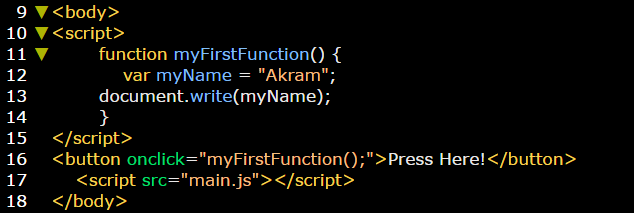 9 ▼ <body>
10 ▼ <script>
11 ▼ function myFirstFunction() {
12 var myName = "Akram";
13 document.write(myName);
14 }
15 </script>
16 <button onclick="myFirstFunction();">Press Here!</button>
17 <script src="main.js"></script>
18 </body>